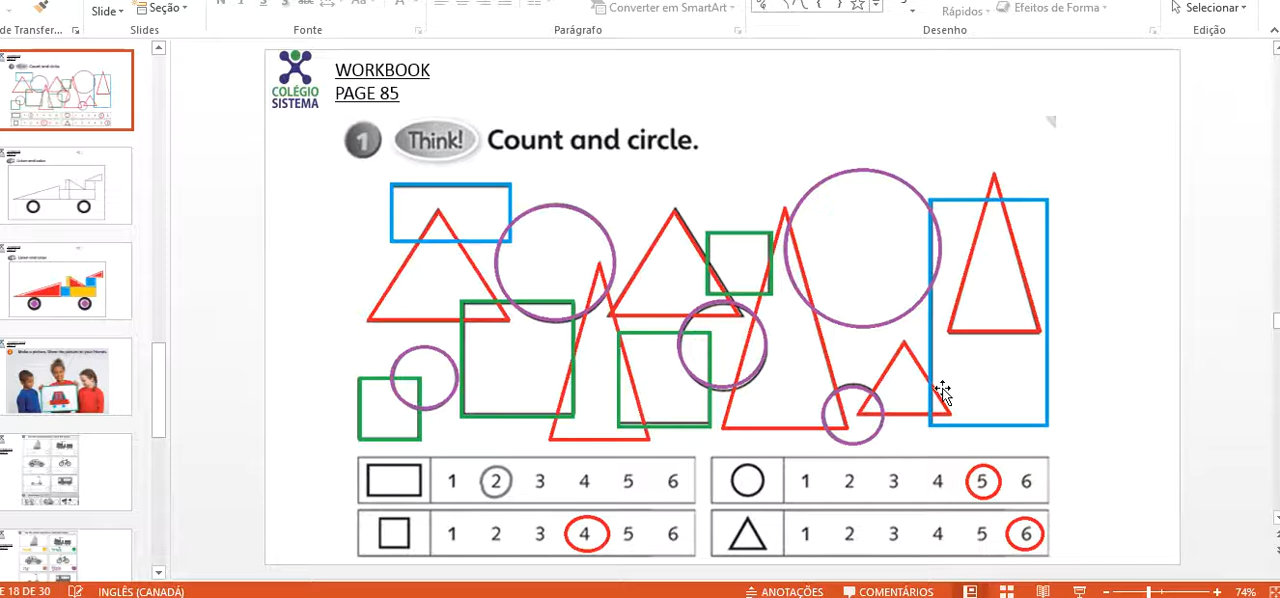 Slide
Seção
Converter em SmartArt
Rápidos
Efeitos de Forma
Selecionar
de Transfer...
Slides
Fonte
Parágrafo
Desenho
Edição
COLÉGIO
SISTEMA
WORKBOOK
PAGE 85
1 Think! Count and circle.
1 2 3 4 5 6
1 2 3 4 5 6
1 2 3 4 5 6
1 2 3 4 5 6
E 18 DE 30
INGLÊS (CANADÁ)
ANOTAÇÕES
COMENTÁRIOS
74%